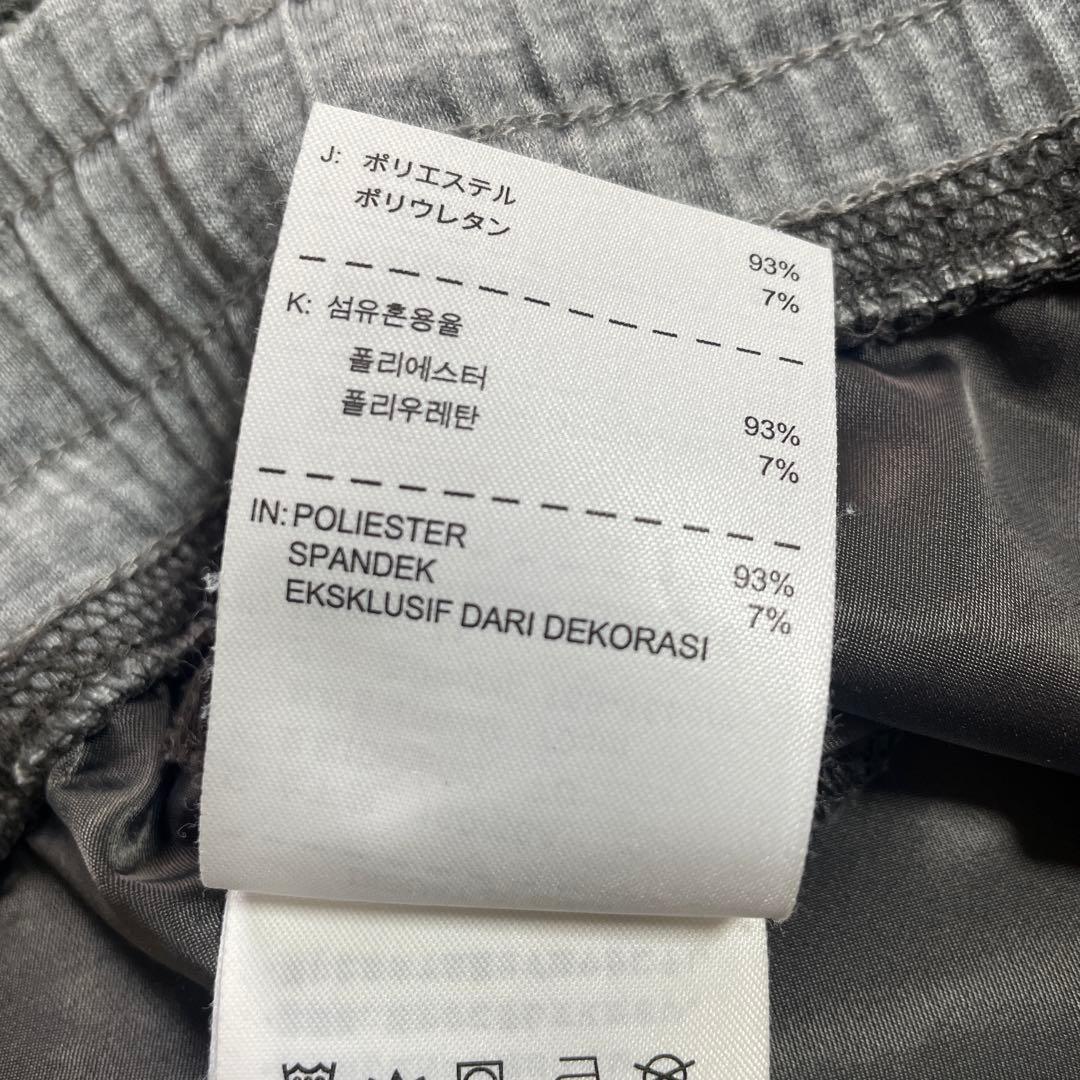 J: ポリエステル 93%
ポリウレタン 7%
K: 섬유혼용율
폴리에스터 93%
폴리우레탄 7%
IN: POLIESTER 93%
SPANDEK 7%
EKSKLUSIF DARI DEKORASI